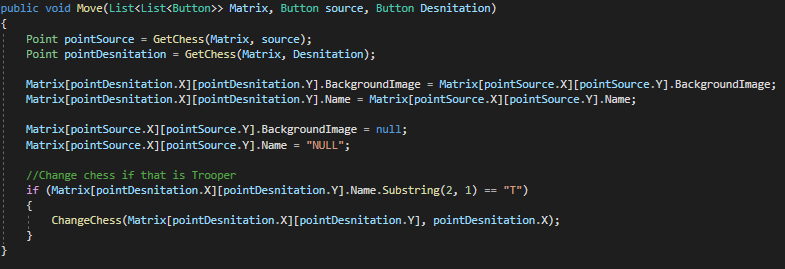 public void Move(List<List<Button>> Matrix, Button source, Button Desnitation)
{
Point pointSource = GetChess(Matrix, source);
Point pointDesnitation = GetChess(Matrix, Desnitation);
Matrix[pointDesnitation.X][pointDesnitation.Y].BackgroundImage = Matrix[pointSource.X][pointSource.Y].BackgroundImage;
Matrix[pointDesnitation.X][pointDesnitation.Y].Name = Matrix[pointSource.X][pointSource.Y].Name;
Matrix[pointSource.X][pointSource.Y].BackgroundImage = null;
Matrix[pointSource.X][pointSource.Y].Name = "NULL";
//Change chess if that is Trooper
if (Matrix[pointDesnitation.X][pointDesnitation.Y].Name.Substring(2, 1) == "T")
{
ChangeChess(Matrix[pointDesnitation.X][pointDesnitation.Y], pointDesnitation.X);
}
}